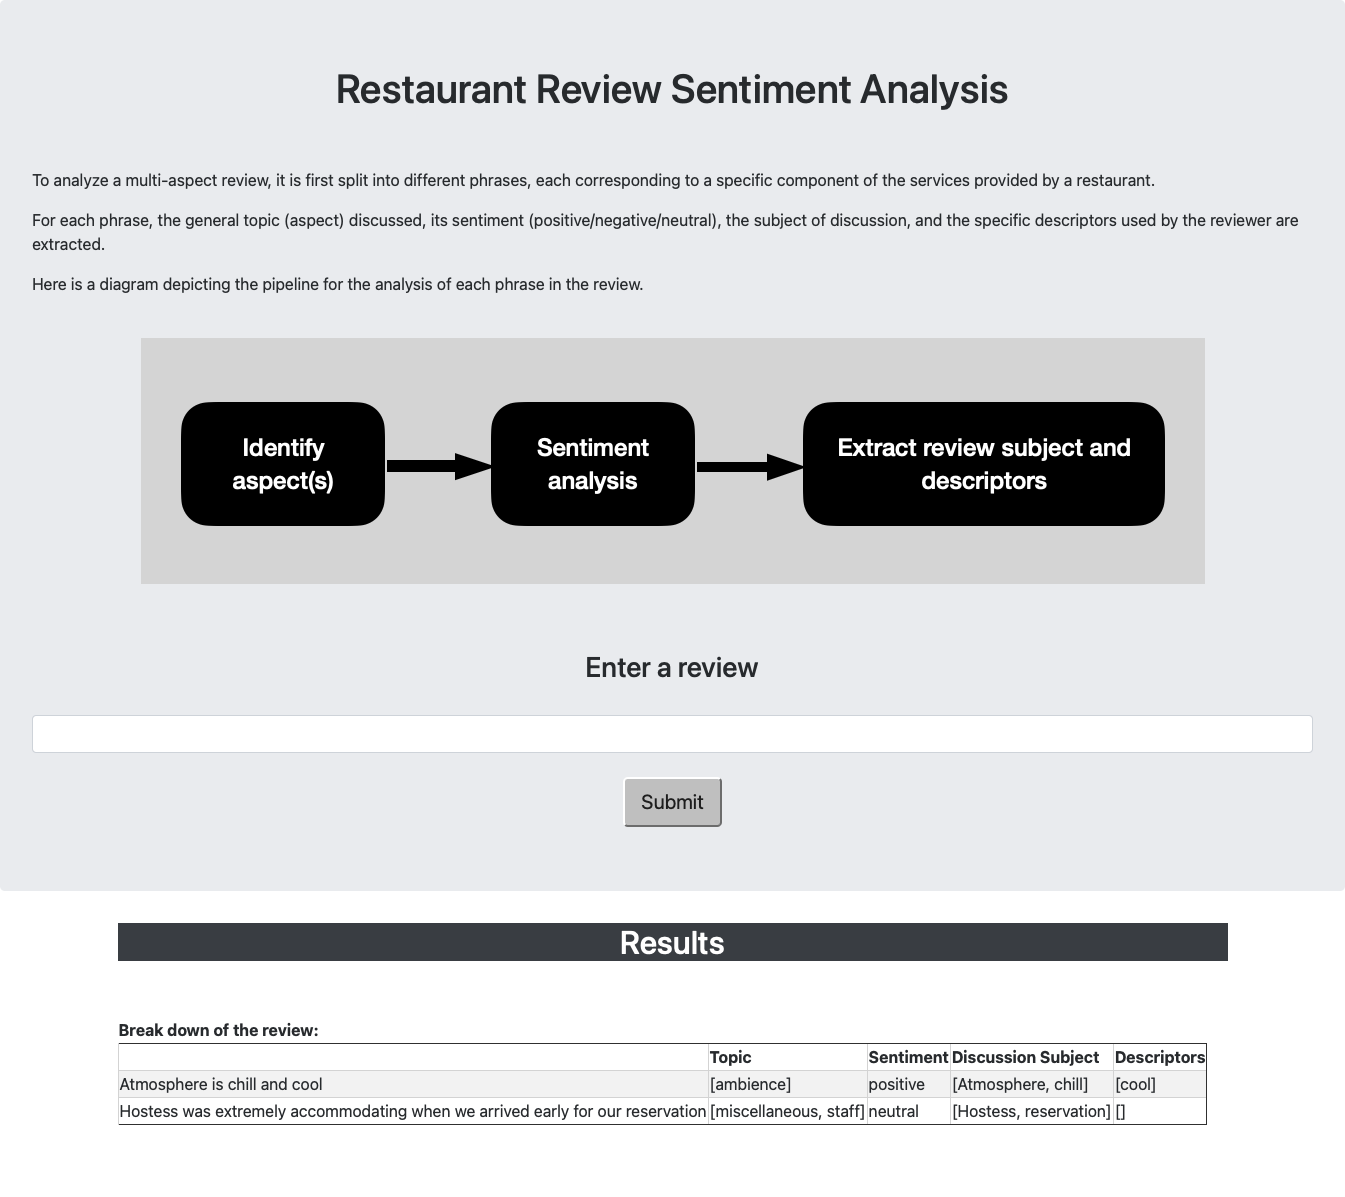 Restaurant Review Sentiment Analysis
To analyze a multi-aspect review, it is first split into different phrases, each corresponding to a specific component of the services provided by a restaurant.
For each phrase, the general topic (aspect) discussed, its sentiment (positive/negative/neutral), the subject of discussion, and the specific descriptors used by the reviewer are
extracted.
Here is a diagram depicting the pipeline for the analysis of each phrase in the review.
Identify
aspect(s)
Sentiment
analysis
Extract review subject and
descriptors
Enter a review
Submit
Results
Break down of the review:
Topic Sentiment Discussion Subject Descriptors
Atmosphere is chill and cool [ambience] positive [Atmosphere, chill] [cool]
Hostess was extremely accommodating when we arrived early for our reservation [miscellaneous, staff] neutral [Hostess, reservation] []